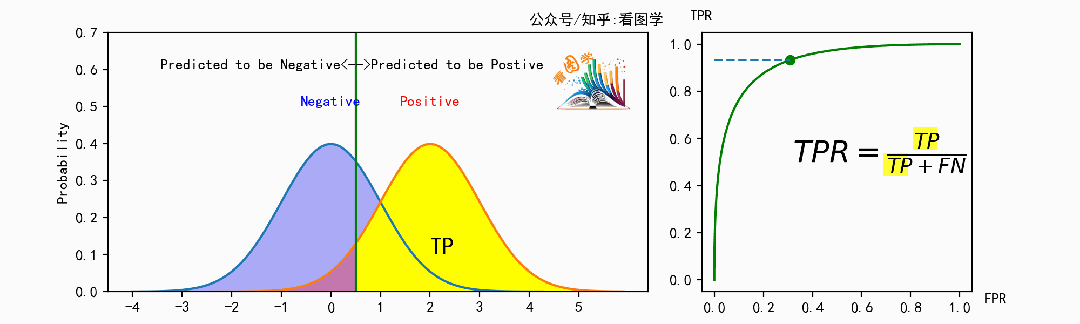 公众号/知乎:看图学
TPR
Predicted to be Negative<-->Predicted to be Postive
看图学
Negative
Positive
Probability
0.7
0.6
0.5
0.4
0.3
0.2
0.1
0.0
TP
-4 -3 -2 -1 0 1 2 3 4 5
1.0
0.8
0.6
0.4
0.2
0.0
TPR = TP / TP + FN
0.0 0.2 0.4 0.6 0.8 1.0
FPR